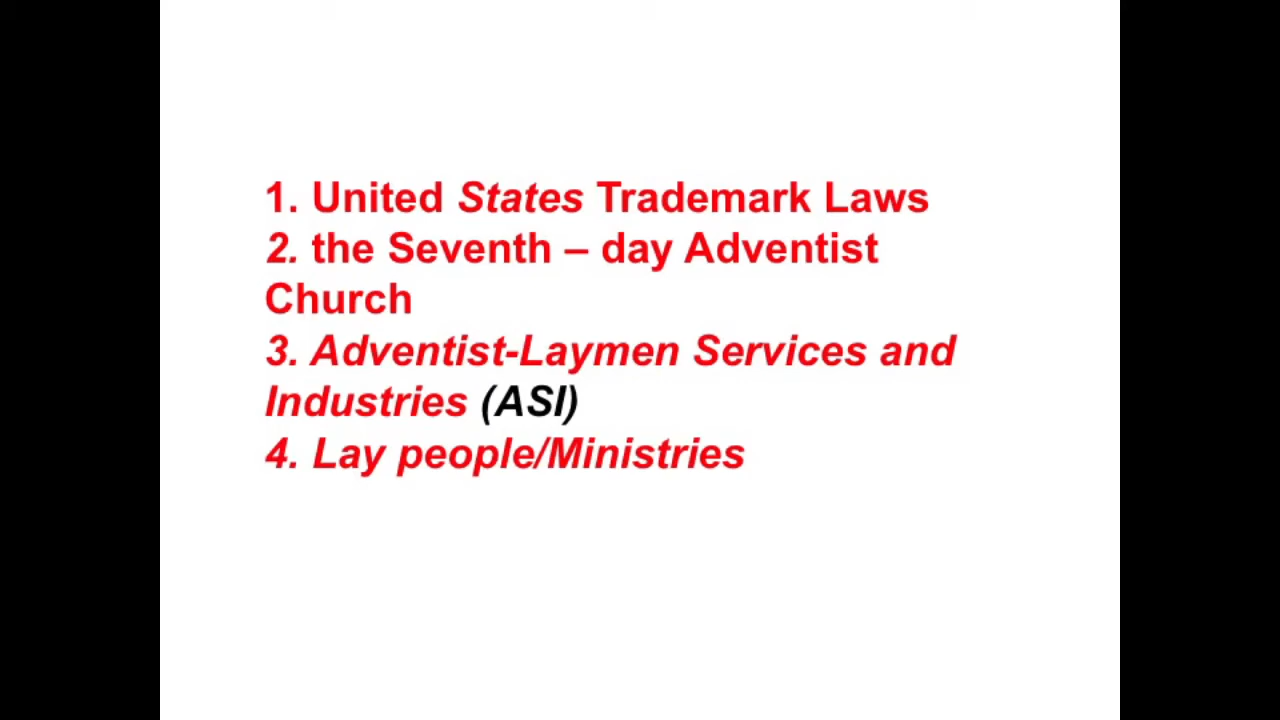 1. United States Trademark Laws
2. the Seventh – day Adventist
Church
3. Adventist-Laymen Services and
Industries (ASI)
4. Lay people/Ministries